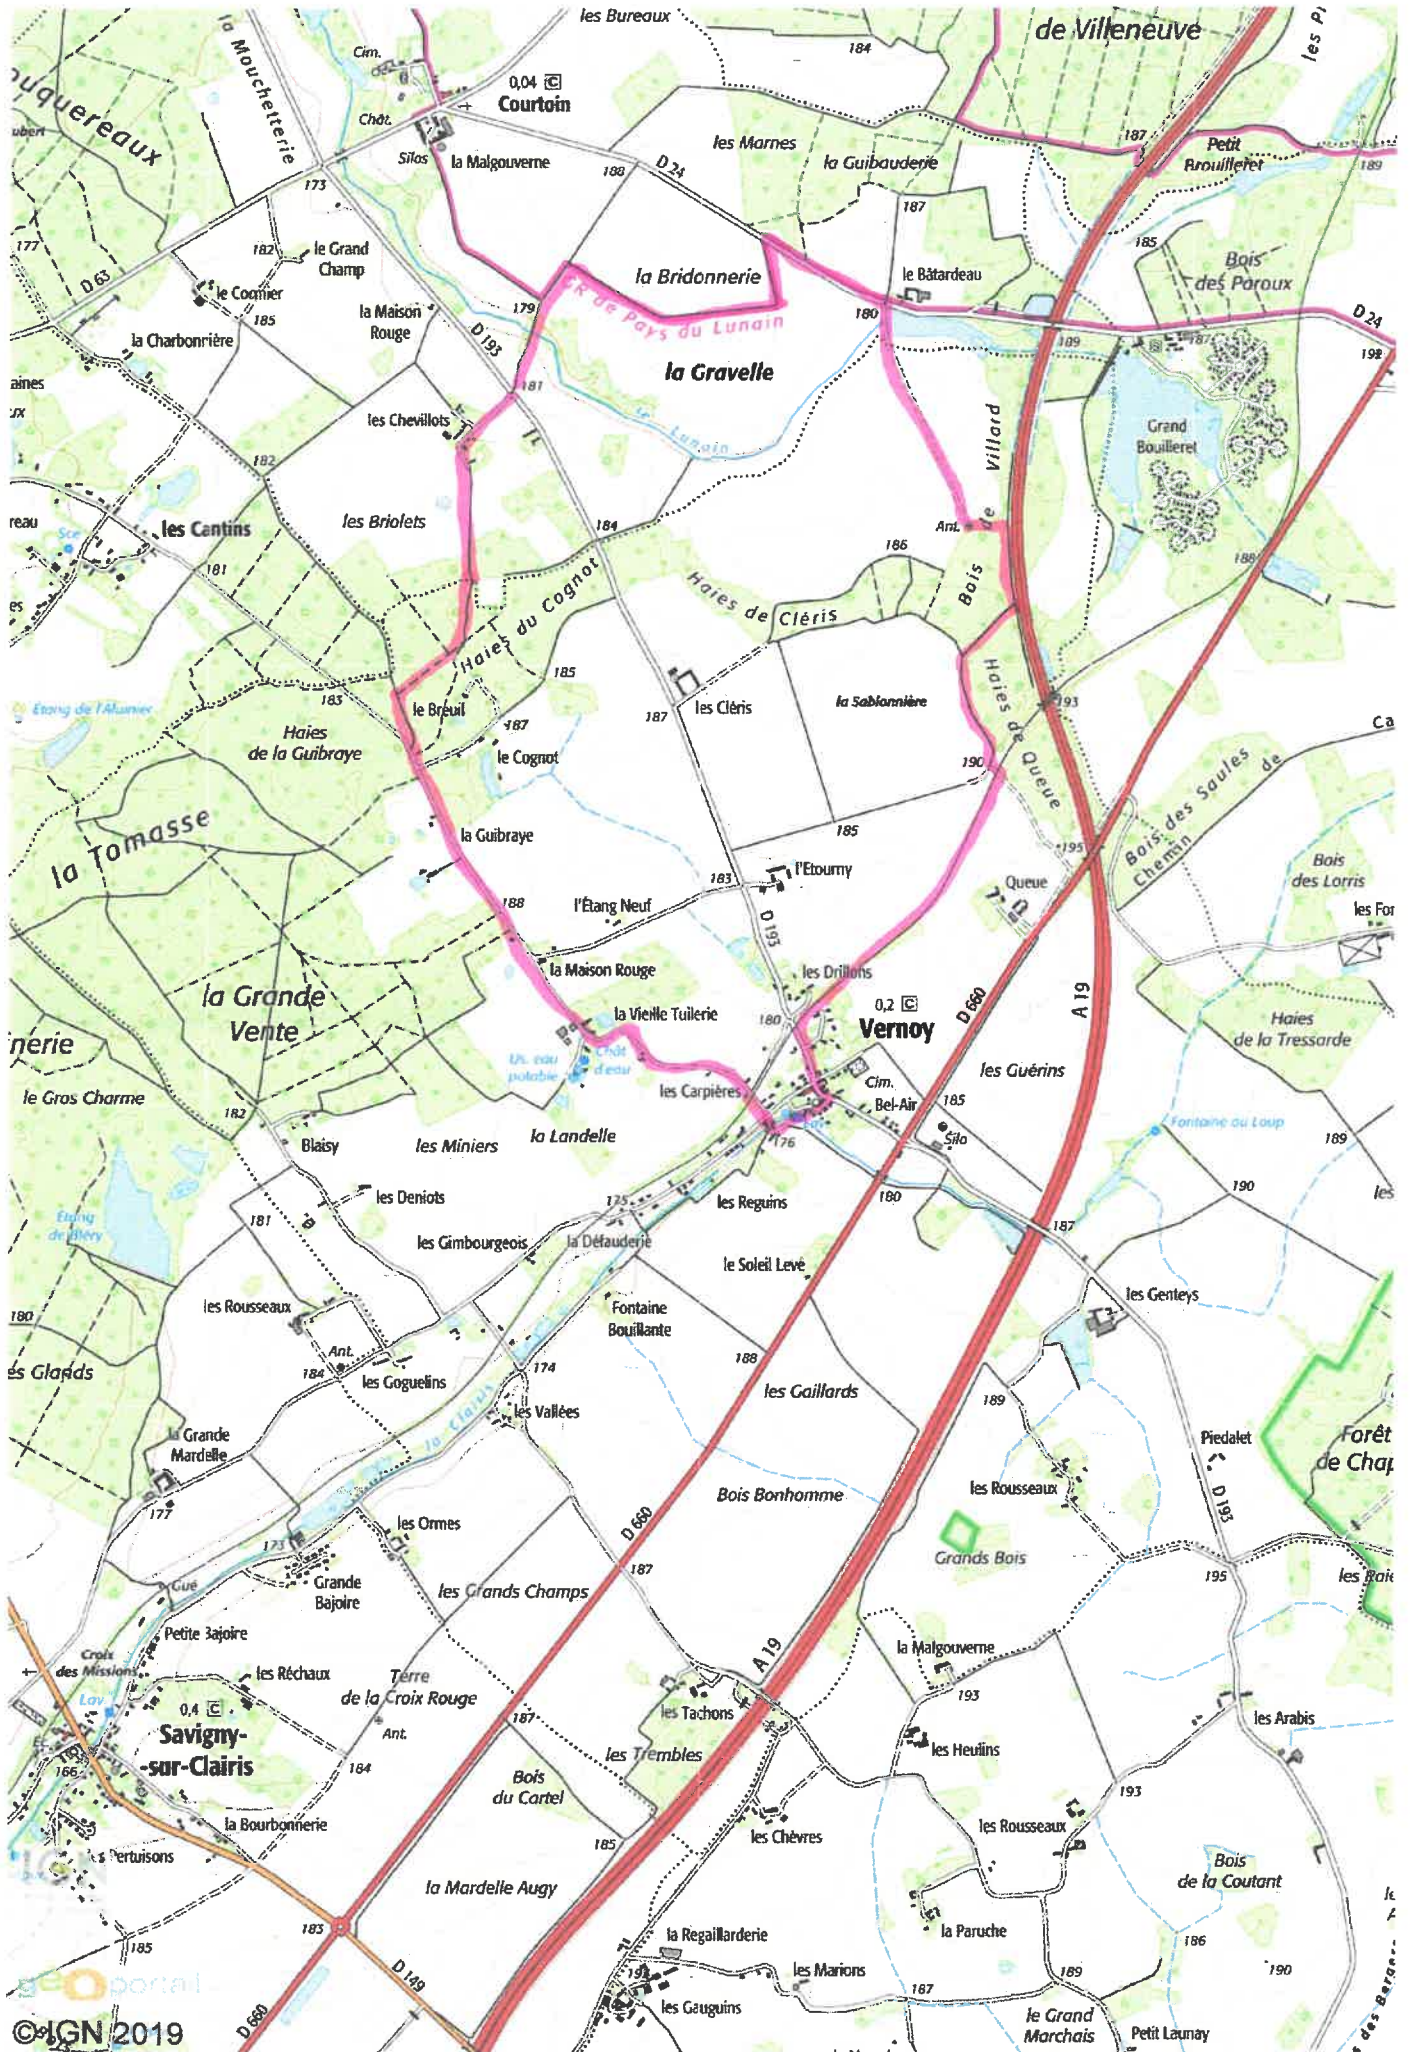 les Bureaux
de Villeneuve
la Mouchetterie
Cim.
184
0,04 C
Courtoin
Chât.
Silos
la Malgouverne
les Marnes
la Guibauderie
187
Petit
Brouilleret
189
173
188
D 24
187
177
182
le Grand
Champ
185
Bois
des Paroux
D 63
le Cormier
185
la Maison
Rouge
179
la Bridonnerie
le Bâtardeau
GR de Pays du Lunain
180
D 24
la Charbonnière
D 193
189
187
192
181
la Gravelle
les Chevillots
le Lunain
Villard
Grand
Bouilleret
182
les Briolets
184
les Cantins
Sce
181
Ant.
de
188
186
Bois
Haies du Cognot
Haies de Cléris
183
185
le Breuil
187
les Cléris
la Sablonnière
193
Haies
de la Guibraye
187
le Cognot
Haies de Queue
190
la Tomasse
la Guibraye
185
195
Bois des Saules
Chemin de
Bois
des Lorris
188
183
l'Etourny
Queue
l'Étang Neuf
D 193
la Maison Rouge
les Drillons
la Grande
Vente
la Vieille Tuilerie
180
0,2 C
Vernoy
D 660
A 19
Haies
de la Tressarde
Us. eau
potable
Chât
d'eau
les Guérins
le Gros Charme
les Carpières
Cim.
Bel-Air
185
182
Blaisy
les Miniers
la Landelle
Lav
176
Silo
Fontaine au Loup
189
les Deniots
175
les Reguins
180
190
Etang
de Bléry
181
les Gimbourgeois
la Défauderie
187
le Soleil Levé
180
les Rousseaux
Fontaine
Bouillante
les Genteys
Ant.
184
les Goguelins
174
188
les Gaillards
189
les Vallées
la Clairis
la Grande
Mardelle
Piedalet
Forêt
177
Bois Bonhomme
les Rousseaux
D 193
les Ormes
D 660
173
Grands Bois
Gué
Grande
Bajoire
les Grands Champs
187
195
Petite Bajoire
Croix
des Missions
les Réchaux
Terre
de la Croix Rouge
A 19
la Malgouverne
Lav
0,4 C
193
Savigny-
-sur-Clairis
Ant.
187
les Tachons
les Arabis
166
184
les Trembles
les Heulins
Bois
du Cartel
193
la Bourbonnerie
185
les Chèvres
les Rousseaux
les Pertuisons
Bois
de la Coutant
la Mardelle Augy
183
la Regaillarderie
la Paruche
185
186
D 149
les Marions
189
190
geoportail
les Gauguins
187
le Grand
Marchais
© IGN 2019
D 660
Petit Launay